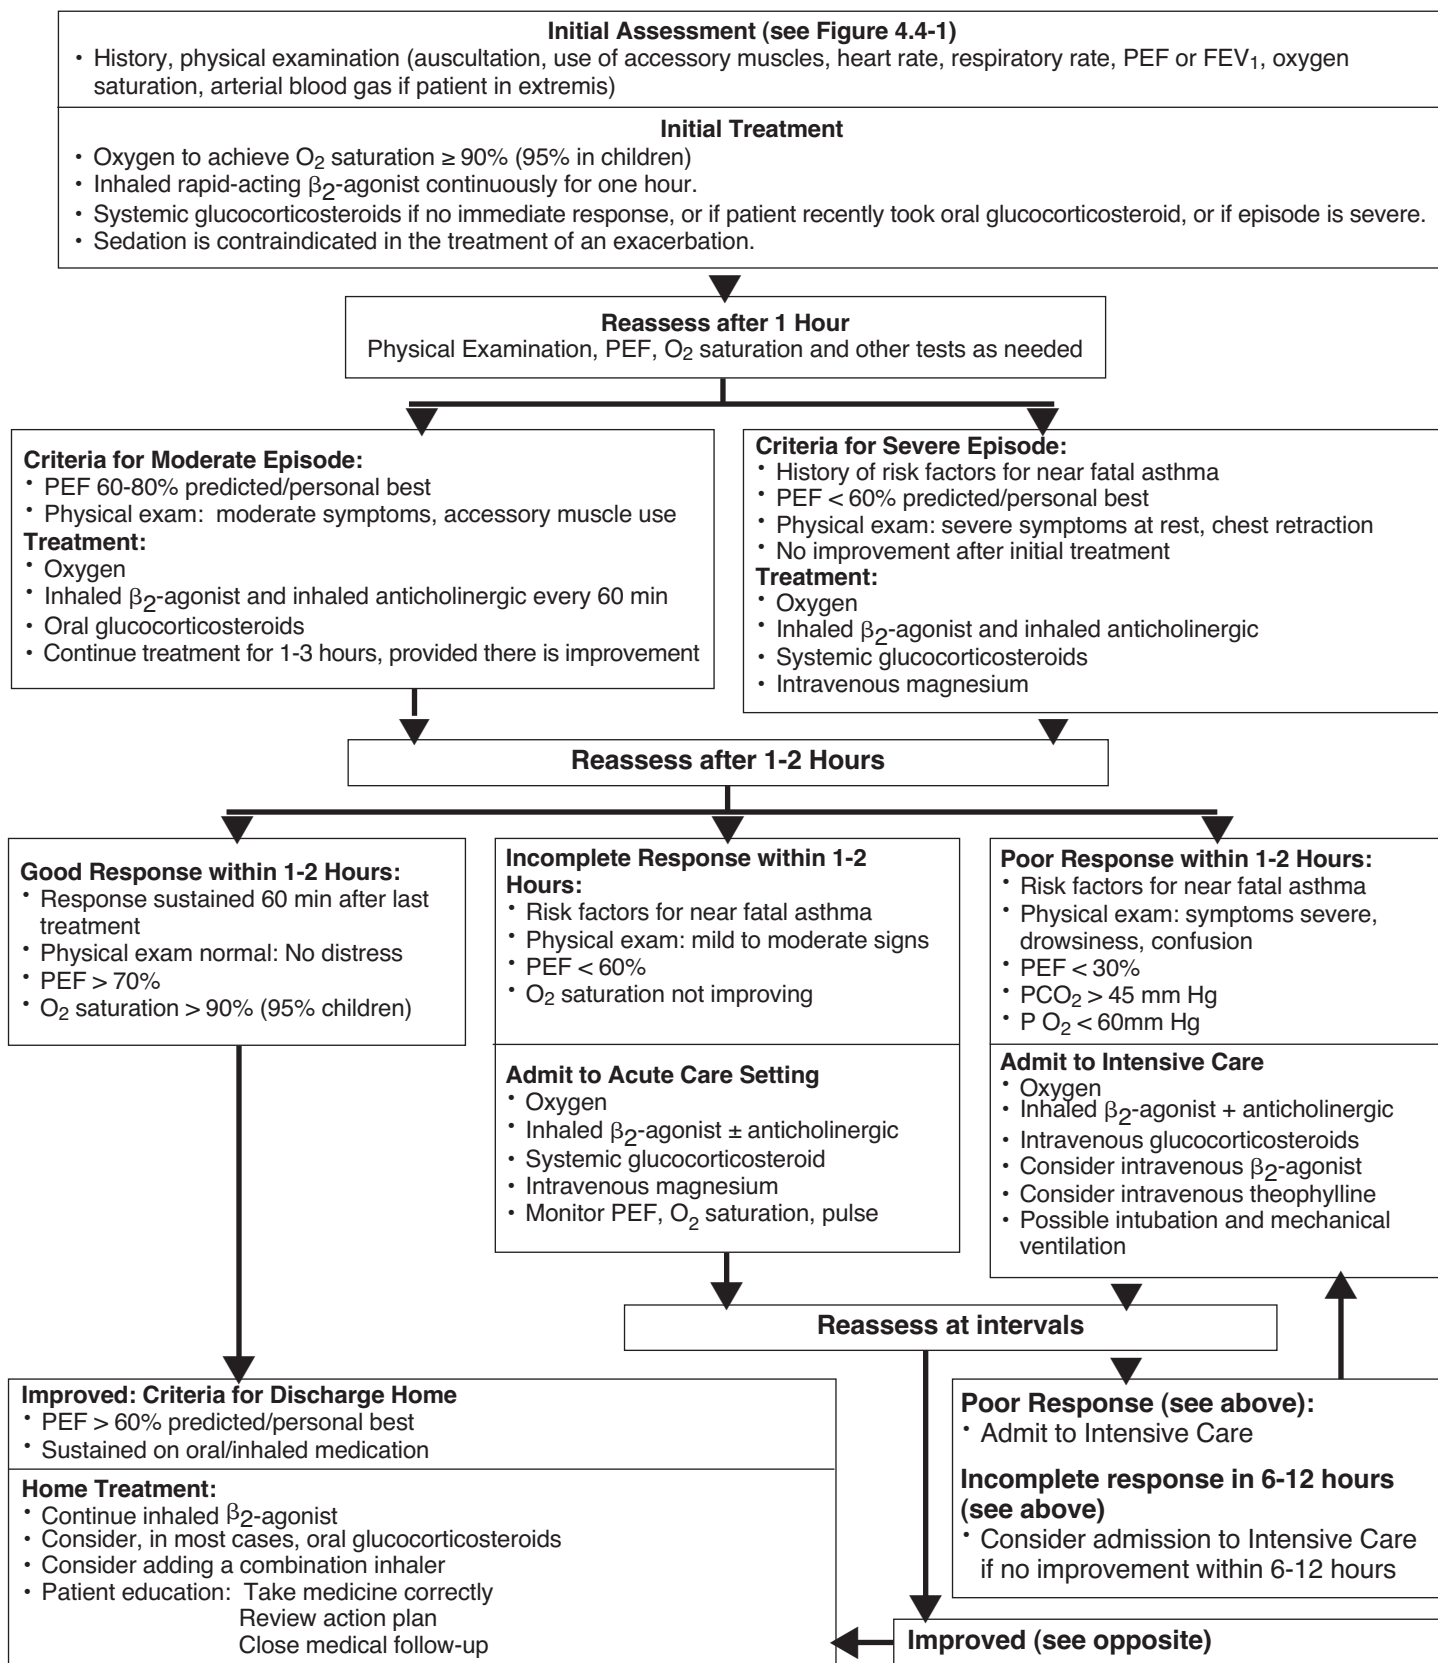 Initial Assessment (see Figure 4.4-1)
• History, physical examination (auscultation, use of accessory muscles, heart rate, respiratory rate, PEF or FEV1, oxygen
saturation, arterial blood gas if patient in extremis)
Initial Treatment
• Oxygen to achieve O2 saturation ≥ 90% (95% in children)
• Inhaled rapid-acting β2-agonist continuously for one hour.
• Systemic glucocorticosteroids if no immediate response, or if patient recently took oral glucocorticosteroid, or if episode is severe.
• Sedation is contraindicated in the treatment of an exacerbation.
Reassess after 1 Hour
Physical Examination, PEF, O2 saturation and other tests as needed
Criteria for Moderate Episode:
• PEF 60-80% predicted/personal best
• Physical exam: moderate symptoms, accessory muscle use
Treatment:
• Oxygen
• Inhaled β2-agonist and inhaled anticholinergic every 60 min
• Oral glucocorticosteroids
• Continue treatment for 1-3 hours, provided there is improvement
Criteria for Severe Episode:
• History of risk factors for near fatal asthma
• PEF < 60% predicted/personal best
• Physical exam: severe symptoms at rest, chest retraction
• No improvement after initial treatment
Treatment:
• Oxygen
• Inhaled β2-agonist and inhaled anticholinergic
• Systemic glucocorticosteroids
• Intravenous magnesium
Reassess after 1-2 Hours
Good Response within 1-2 Hours:
• Response sustained 60 min after last
treatment
• Physical exam normal: No distress
• PEF > 70%
• O2 saturation > 90% (95% children)
Incomplete Response within 1-2
Hours:
• Risk factors for near fatal asthma
• Physical exam: mild to moderate signs
• PEF < 60%
• O2 saturation not improving
Admit to Acute Care Setting
• Oxygen
• Inhaled β2-agonist ± anticholinergic
• Systemic glucocorticosteroid
• Intravenous magnesium
• Monitor PEF, O2 saturation, pulse
Poor Response within 1-2 Hours:
• Risk factors for near fatal asthma
• Physical exam: symptoms severe,
drowsiness, confusion
• PEF < 30%
• PCO2 > 45 mm Hg
• P O2 < 60mm Hg
Admit to Intensive Care
• Oxygen
• Inhaled β2-agonist + anticholinergic
• Intravenous glucocorticosteroids
• Consider intravenous β2-agonist
• Consider intravenous theophylline
• Possible intubation and mechanical
ventilation
Reassess at intervals
Improved: Criteria for Discharge Home
• PEF > 60% predicted/personal best
• Sustained on oral/inhaled medication
Home Treatment:
• Continue inhaled β2-agonist
• Consider, in most cases, oral glucocorticosteroids
• Consider adding a combination inhaler
• Patient education: Take medicine correctly
Review action plan
Close medical follow-up
Poor Response (see above):
• Admit to Intensive Care
Incomplete response in 6-12 hours
(see above)
• Consider admission to Intensive Care
if no improvement within 6-12 hours
Improved (see opposite)